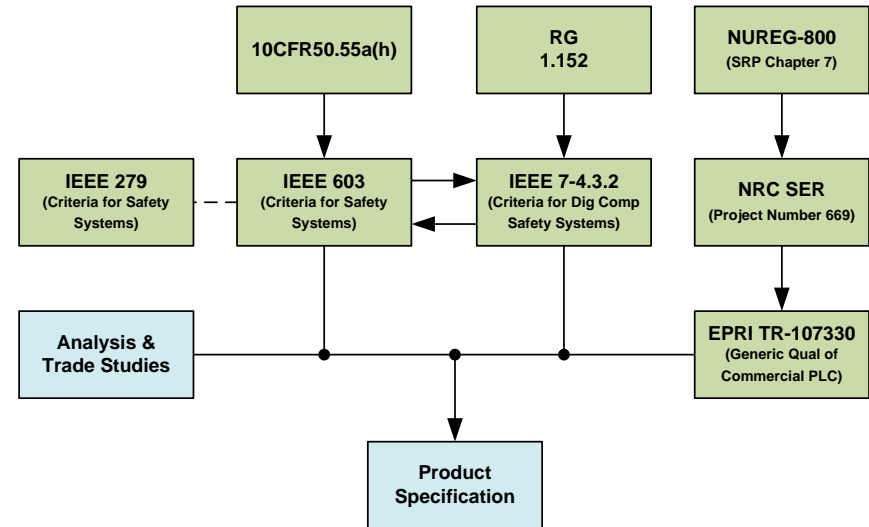 10CFR50.55a(h)
RG
1.152
NUREG-800
(SRP Chapter 7)
IEEE 279
(Criteria for Safety
Systems)
IEEE 603
(Criteria for Safety
Systems)
IEEE 7-4.3.2
(Criteria for Dig Comp
Safety Systems)
NRC SER
(Project Number 669)
Analysis &
Trade Studies
EPRI TR-107330
(Generic Qual of
Commercial PLC)
Product
Specification